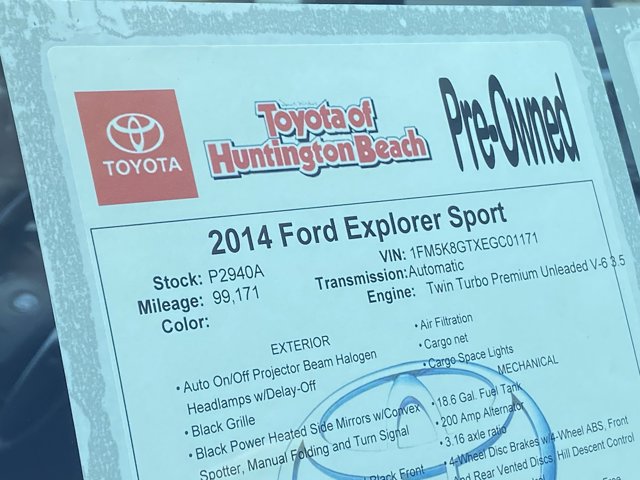 TOYOTA
Toyota of
Huntington Beach
Pre-Owned
2014 Ford Explorer Sport
Stock: P2940A
Mileage: 99,171
Color:
VIN: 1FM5K8GTXEGC01171
Transmission:Automatic
Engine: Twin Turbo Premium Unleaded V-6 3.5
EXTERIOR
• Auto On/Off Projector Beam Halogen
Headlamps w/Delay-Off
• Black Grille
• Black Power Heated Side Mirrors w/Convex
Spotter, Manual Folding and Turn Signal
Black Front
• Air Filtration
• Cargo net
• Cargo Space Lights
MECHANICAL
• 18.6 Gal. Fuel Tank
• 200 Amp Alternator
• 3.16 axle ratio
• 4-Wheel Disc Brakes w/4-Wheel ABS, Front
And Rear Vented Discs, Hill Descent Control